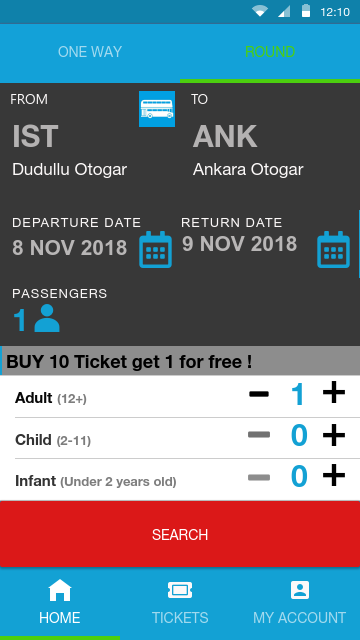 12:10
ONE WAY ROUND
FROM TO
IST ANK
Dudullu Otogar Ankara Otogar
DEPARTURE DATE RETURN DATE
8 NOV 2018 9 NOV 2018
PASSENGERS
1
BUY 10 Ticket get 1 for free !
Adult (12+) 1
Child (2-11) 0
Infant (Under 2 years old) 0
SEARCH
HOME TICKETS MY ACCOUNT